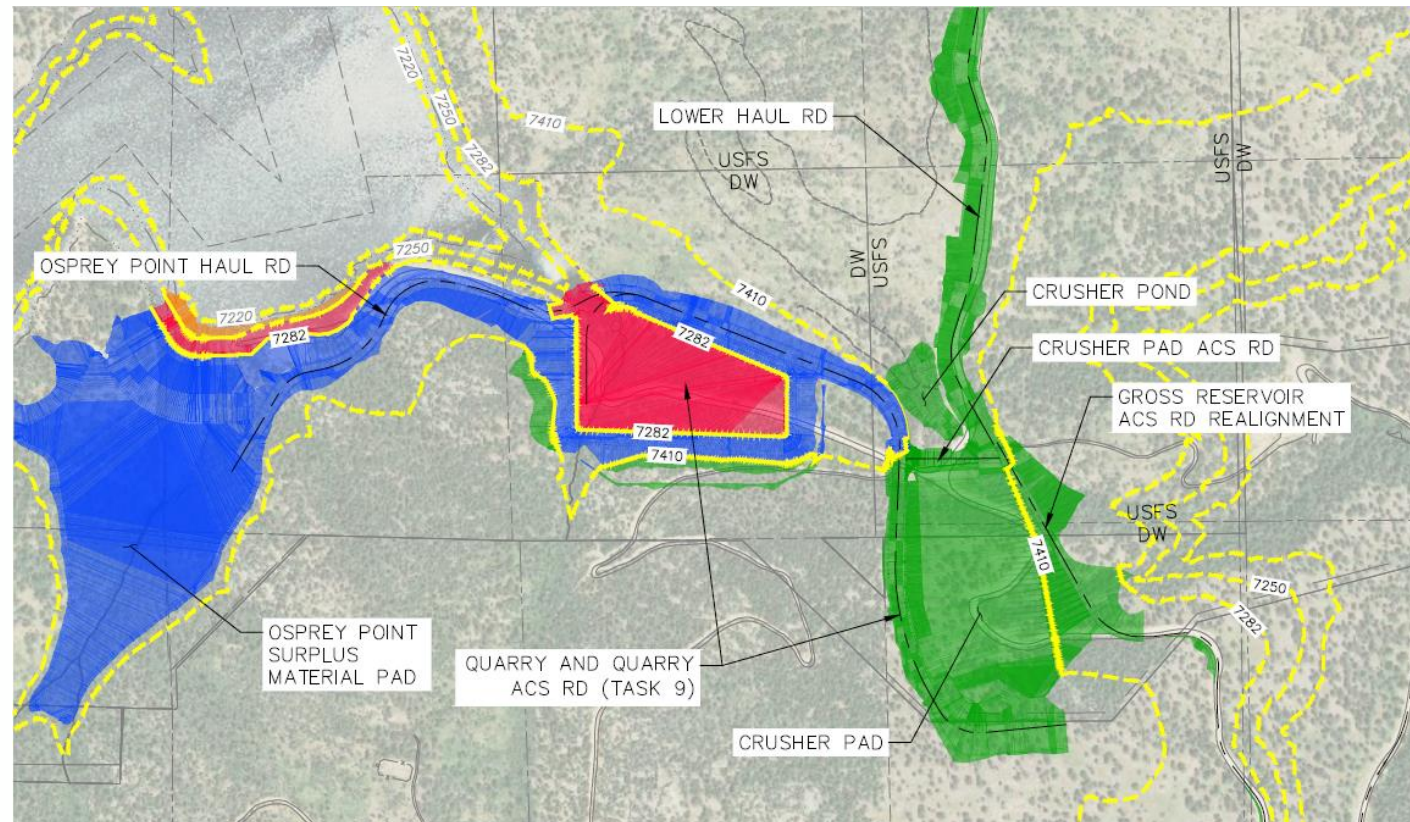 7220
7250
7282
7410
LOWER HAUL RD
USFS
DW
USFS
DW
OSPREY POINT HAUL RD
7250
7220
7282
DW
USFS
7410
7282
CRUSHER POND
CRUSHER PAD ACS RD
GROSS RESERVOIR
ACS RD REALIGNMENT
7282
7410
USFS
DW
7410
7250
7282
OSPREY POINT
SURPLUS
MATERIAL PAD
QUARRY AND QUARRY
ACS RD (TASK 9)
CRUSHER PAD